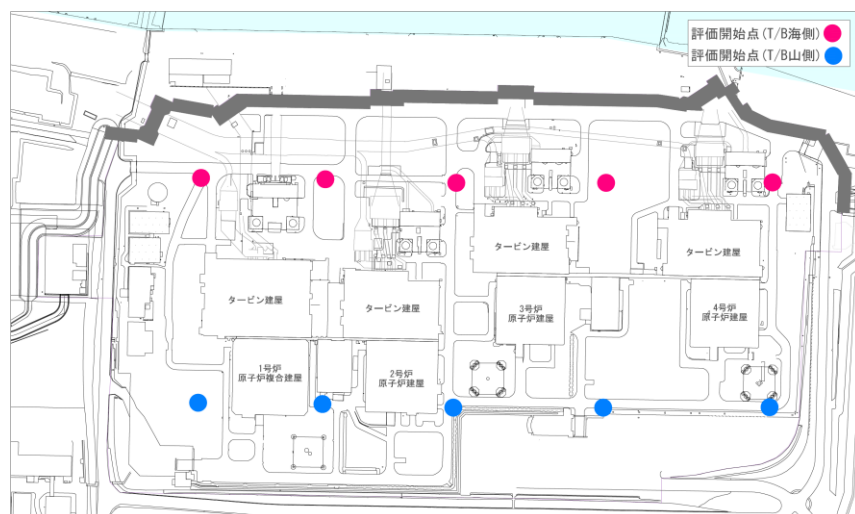 評価開始点(T/B海側)
評価開始点(T/B山側)
タービン建屋
タービン建屋
タービン建屋
タービン建屋
3号炉
原子炉建屋
4号炉
原子炉建屋
1号炉
原子炉複合建屋
2号炉
原子炉建屋